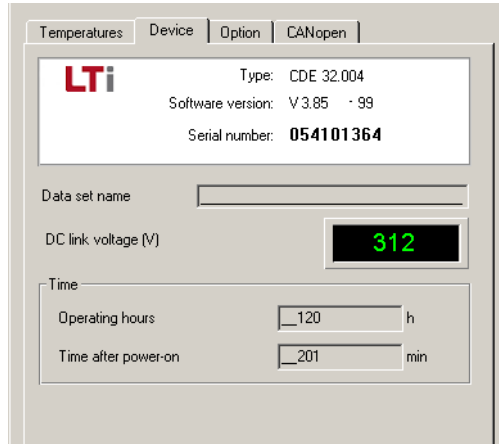 Temperatures Device Option CANopen
LTi
Type: CDE 32.004
Software version: V 3.85 - 99
Serial number: 054101364
Data set name
DC link voltage (V) 312
Time
Operating hours __120 h
Time after power-on __201 min